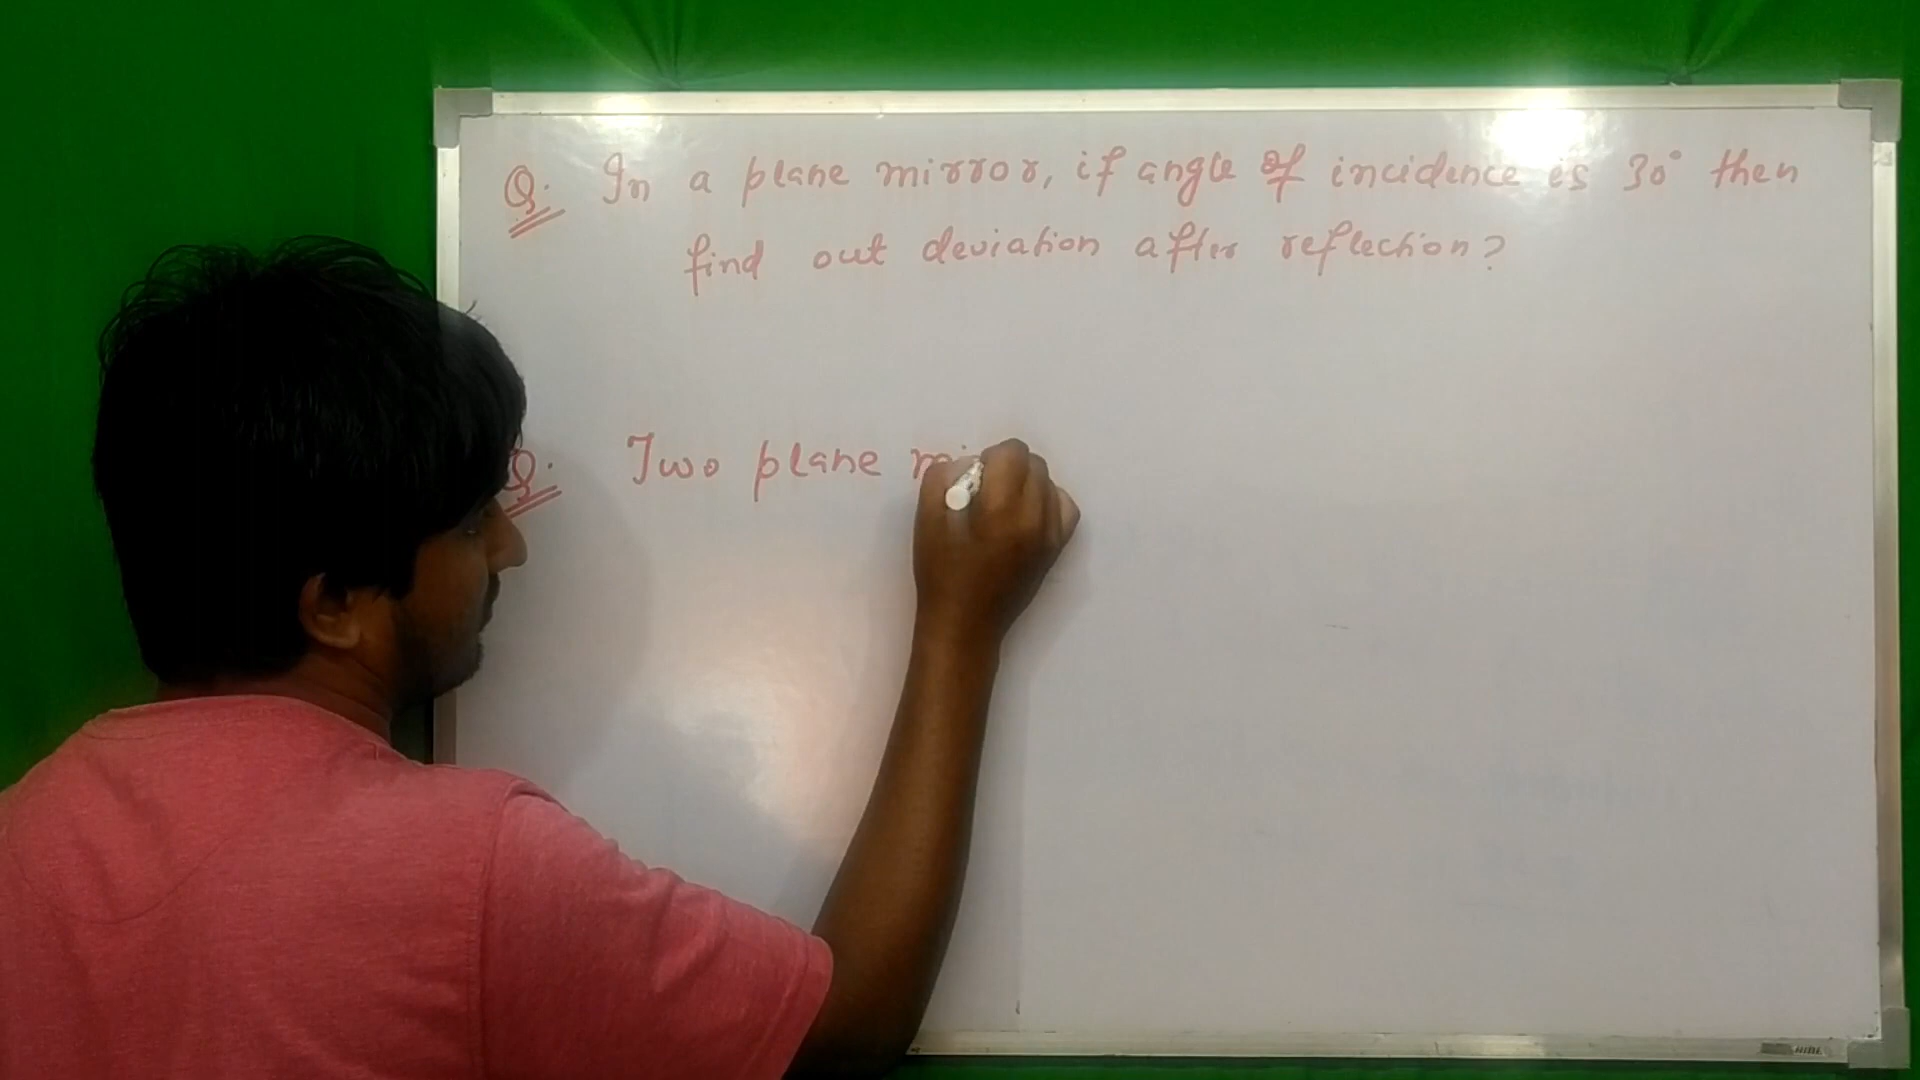 Q. In a plane mirror, if angle of incidence is 30° then
find out deviation after reflection?
Q. Two plane